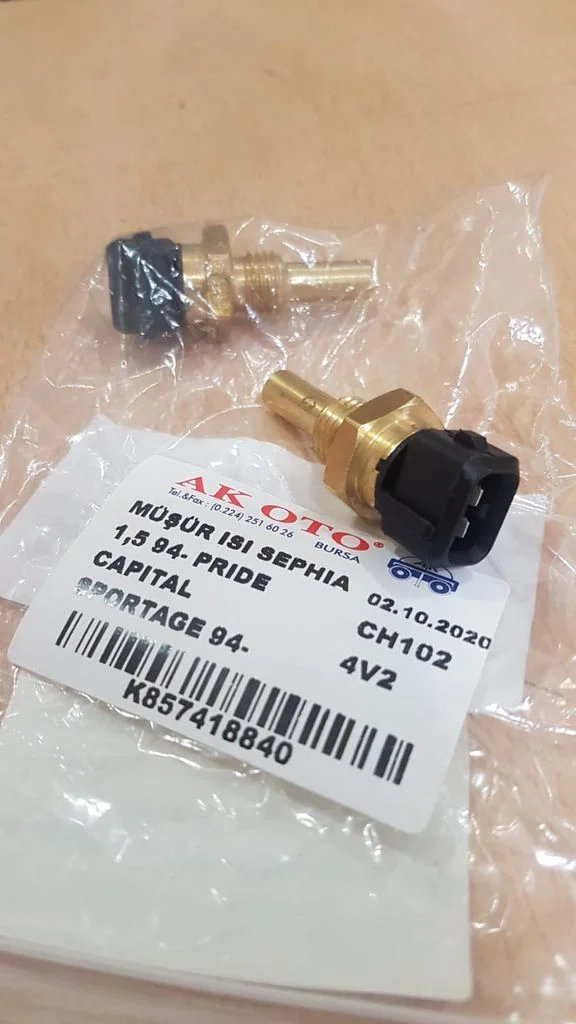 AK OTO®
Tel.&Fax : (0.224) 251 60 26 BURSA
MÜŞÜR ISI SEPHIA 02.10.2020
1,5 94- PRIDE CH102
CAPITAL 4V2
SPORTAGE 94-
K857418840